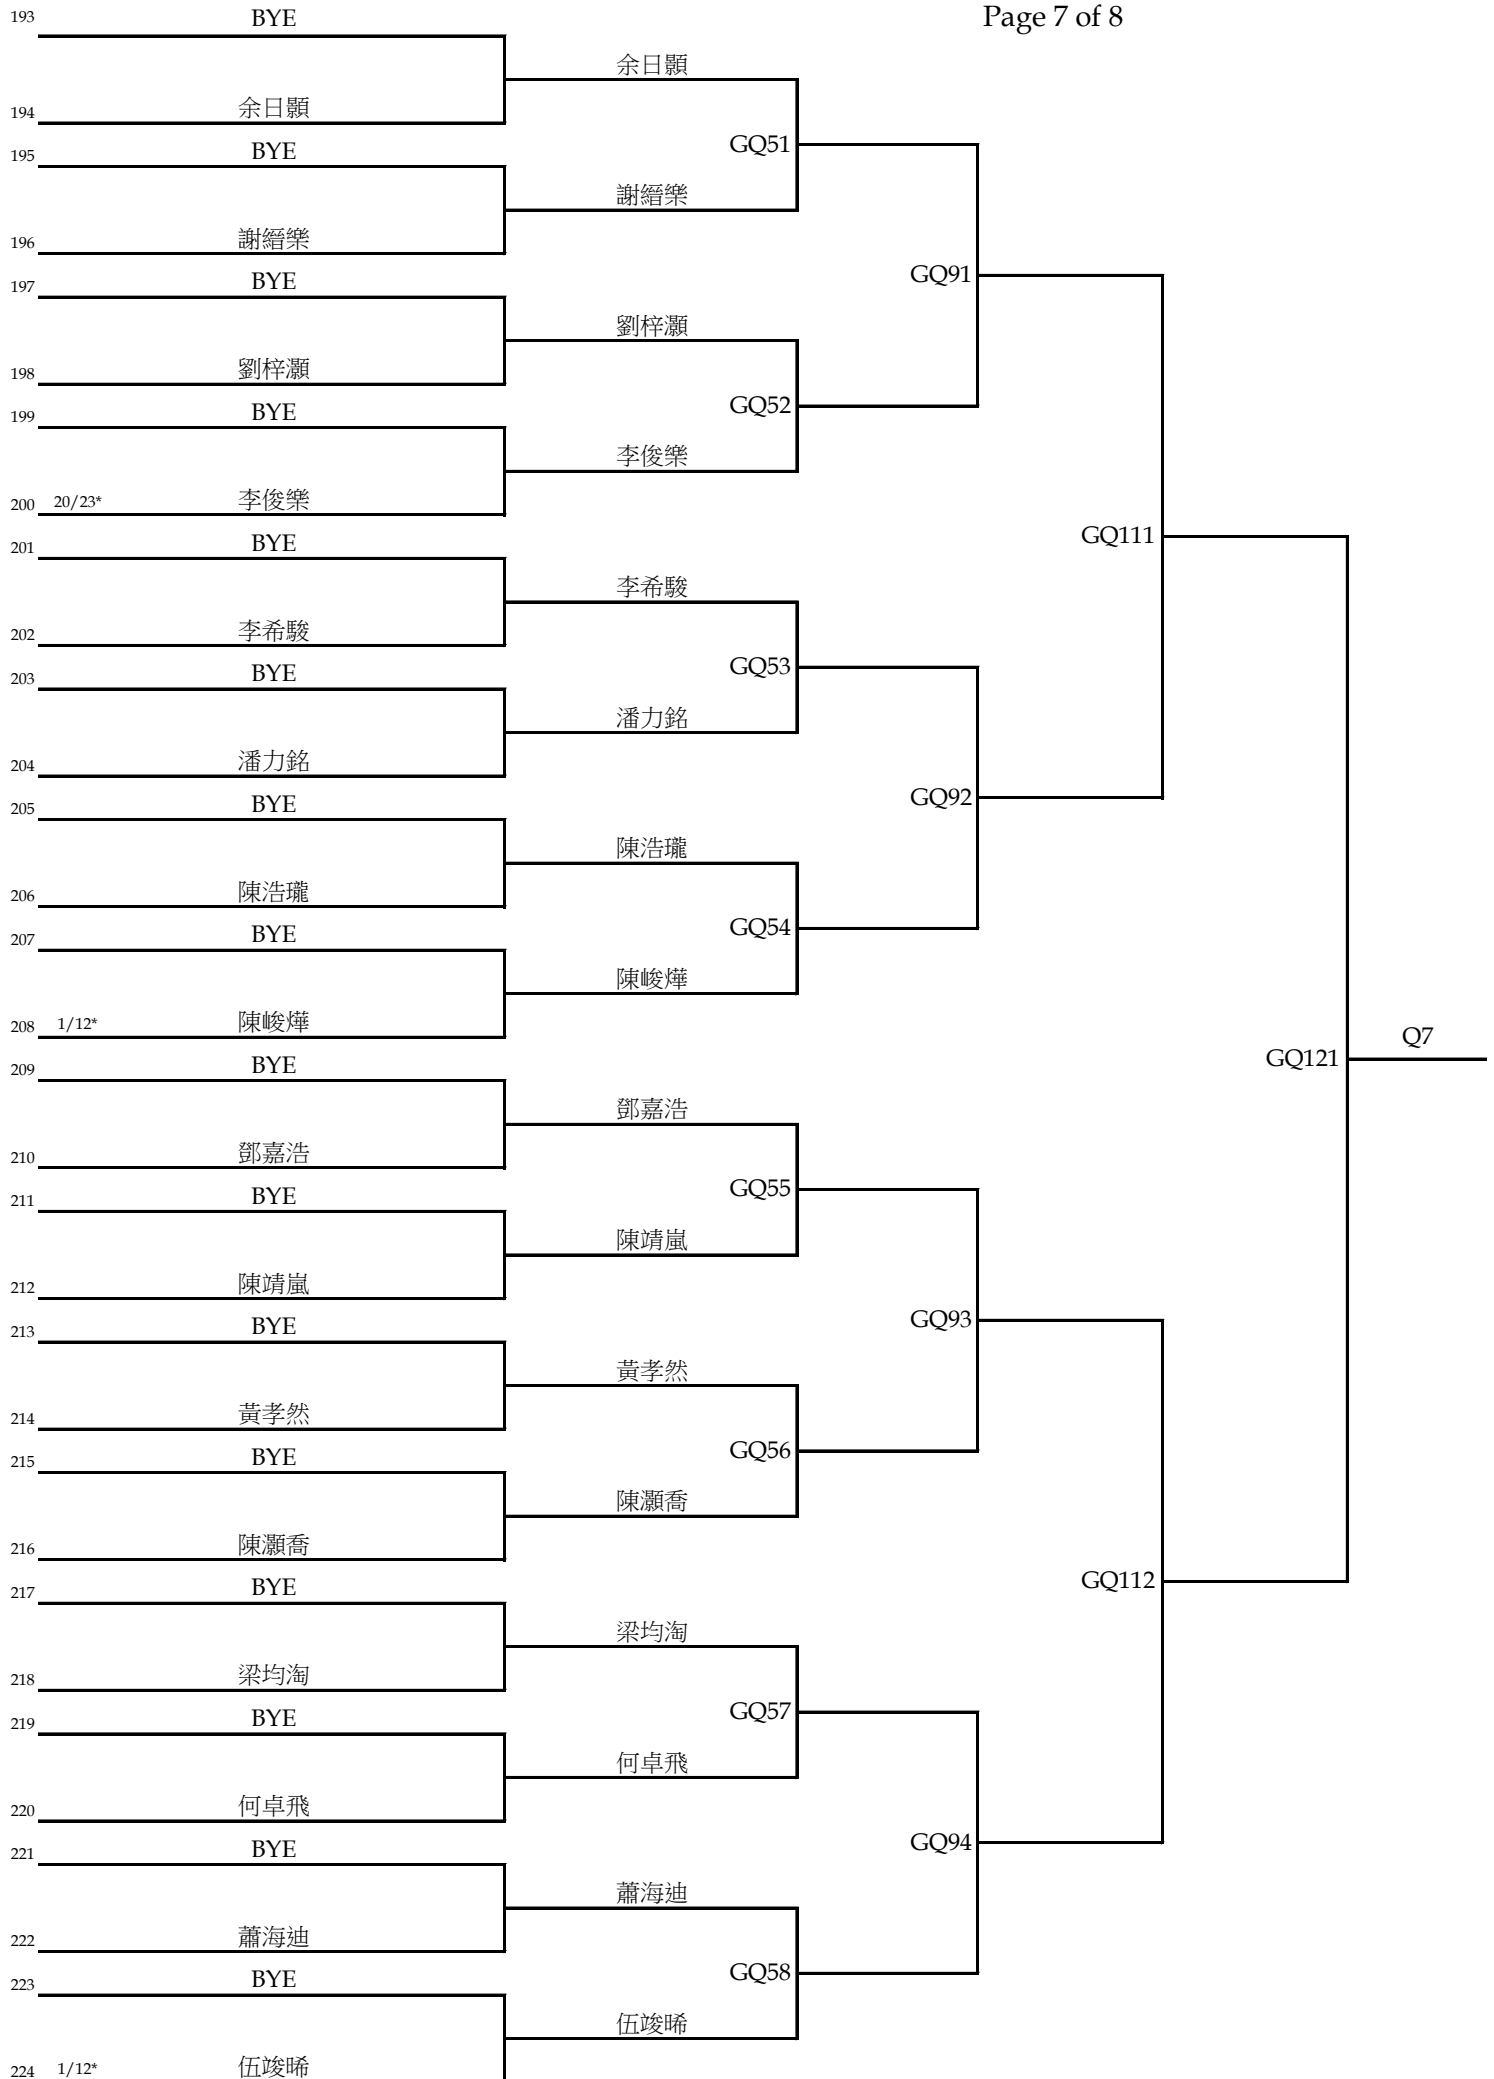 Page 7 of 8
193 BYE
余日顥
194 余日顥
GQ51
195 BYE
謝縉樂
196 謝縉樂
GQ91
197 BYE
劉梓灝
198 劉梓灝
GQ52
199 BYE
李俊樂
200 20/23* 李俊樂
GQ111
201 BYE
李希駿
202 李希駿
GQ53
203 BYE
潘力銘
204 潘力銘
GQ92
205 BYE
陳浩瓏
206 陳浩瓏
GQ54
207 BYE
陳峻燁
208 1/12* 陳峻燁
Q7
GQ121
209 BYE
鄧嘉浩
210 鄧嘉浩
GQ55
211 BYE
陳靖嵐
212 陳靖嵐
GQ93
213 BYE
黃孝然
214 黃孝然
GQ56
215 BYE
陳灝喬
216 陳灝喬
GQ112
217 BYE
梁均淘
218 梁均淘
GQ57
219 BYE
何卓飛
220 何卓飛
GQ94
221 BYE
蕭海迪
222 蕭海迪
GQ58
223 BYE
伍竣晞
224 1/12* 伍竣晞